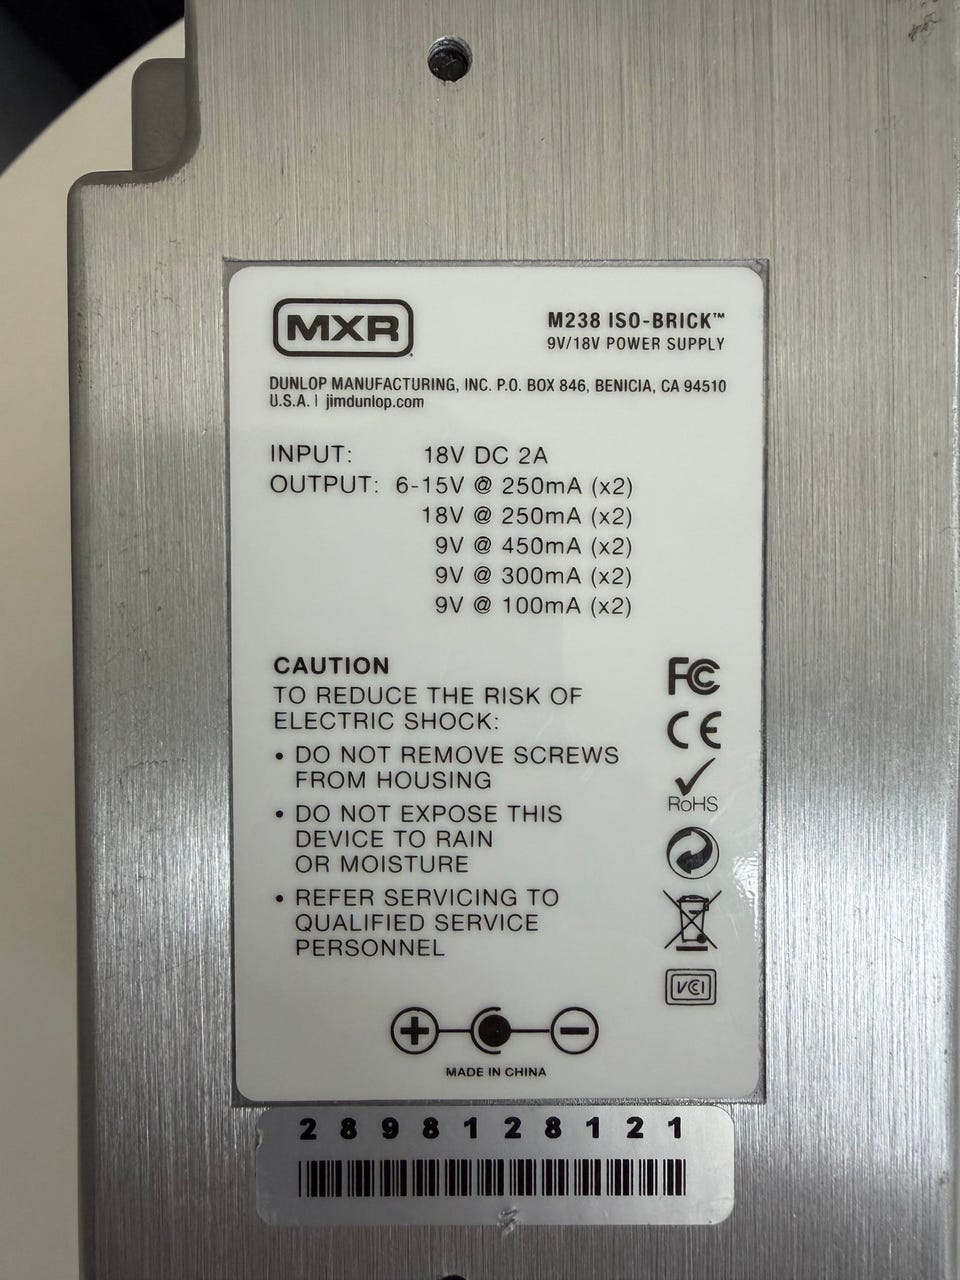 MXR
M238 ISO-BRICK™
9V/18V POWER SUPPLY
DUNLOP MANUFACTURING, INC. P.O. BOX 846, BENICIA, CA 94510
U.S.A. | jimdunlop.com
INPUT: 18V DC 2A
OUTPUT: 6-15V @ 250mA (x2)
18V @ 250mA (x2)
9V @ 450mA (x2)
9V @ 300mA (x2)
9V @ 100mA (x2)
CAUTION
TO REDUCE THE RISK OF
ELECTRIC SHOCK:
• DO NOT REMOVE SCREWS
FROM HOUSING
• DO NOT EXPOSE THIS
DEVICE TO RAIN
OR MOISTURE
• REFER SERVICING TO
QUALIFIED SERVICE
PERSONNEL
FC
CE
RoHS
VCCI
MADE IN CHINA
2898128121